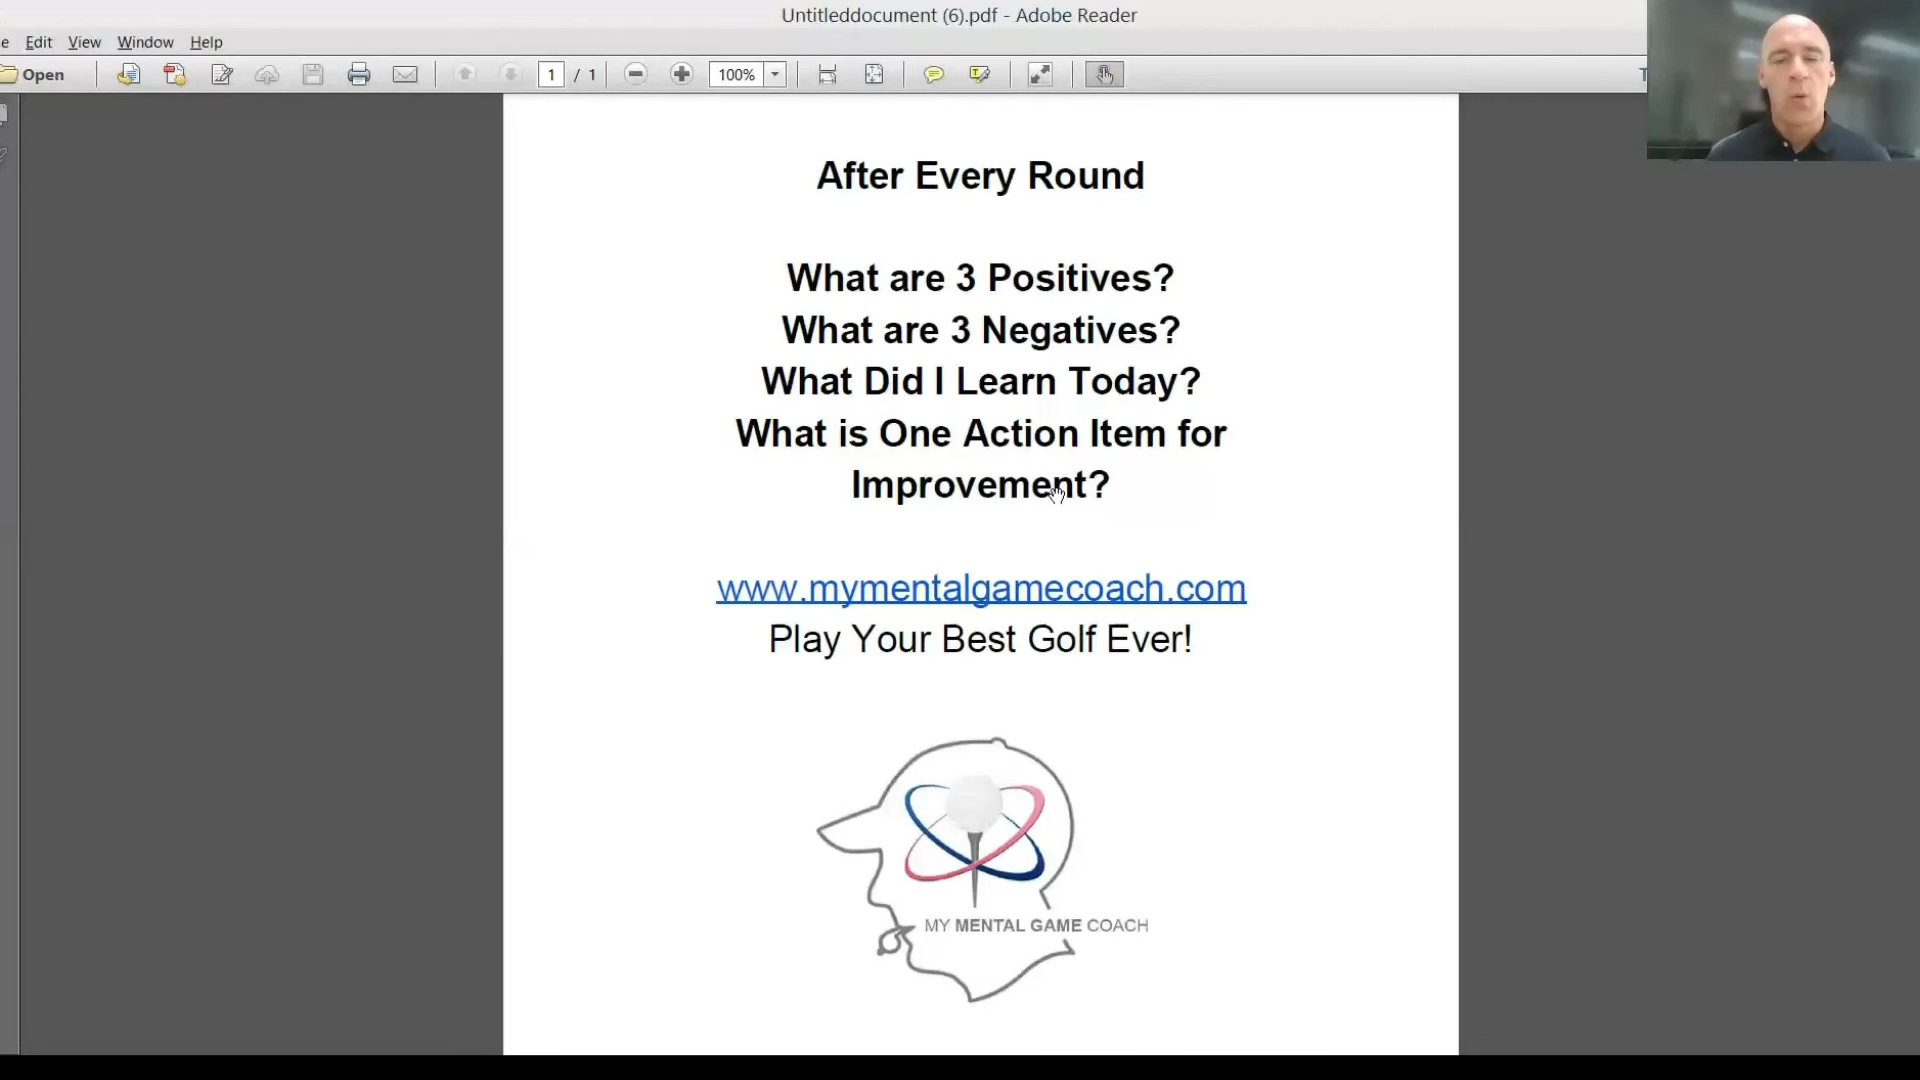 Untitleddocument (6).pdf - Adobe Reader
e Edit View Window Help
Open 1 / 1 100% T
After Every Round
What are 3 Positives?
What are 3 Negatives?
What Did I Learn Today?
What is One Action Item for
Improvement?
www.mymentalgamecoach.com
Play Your Best Golf Ever!
MY MENTAL GAME COACH